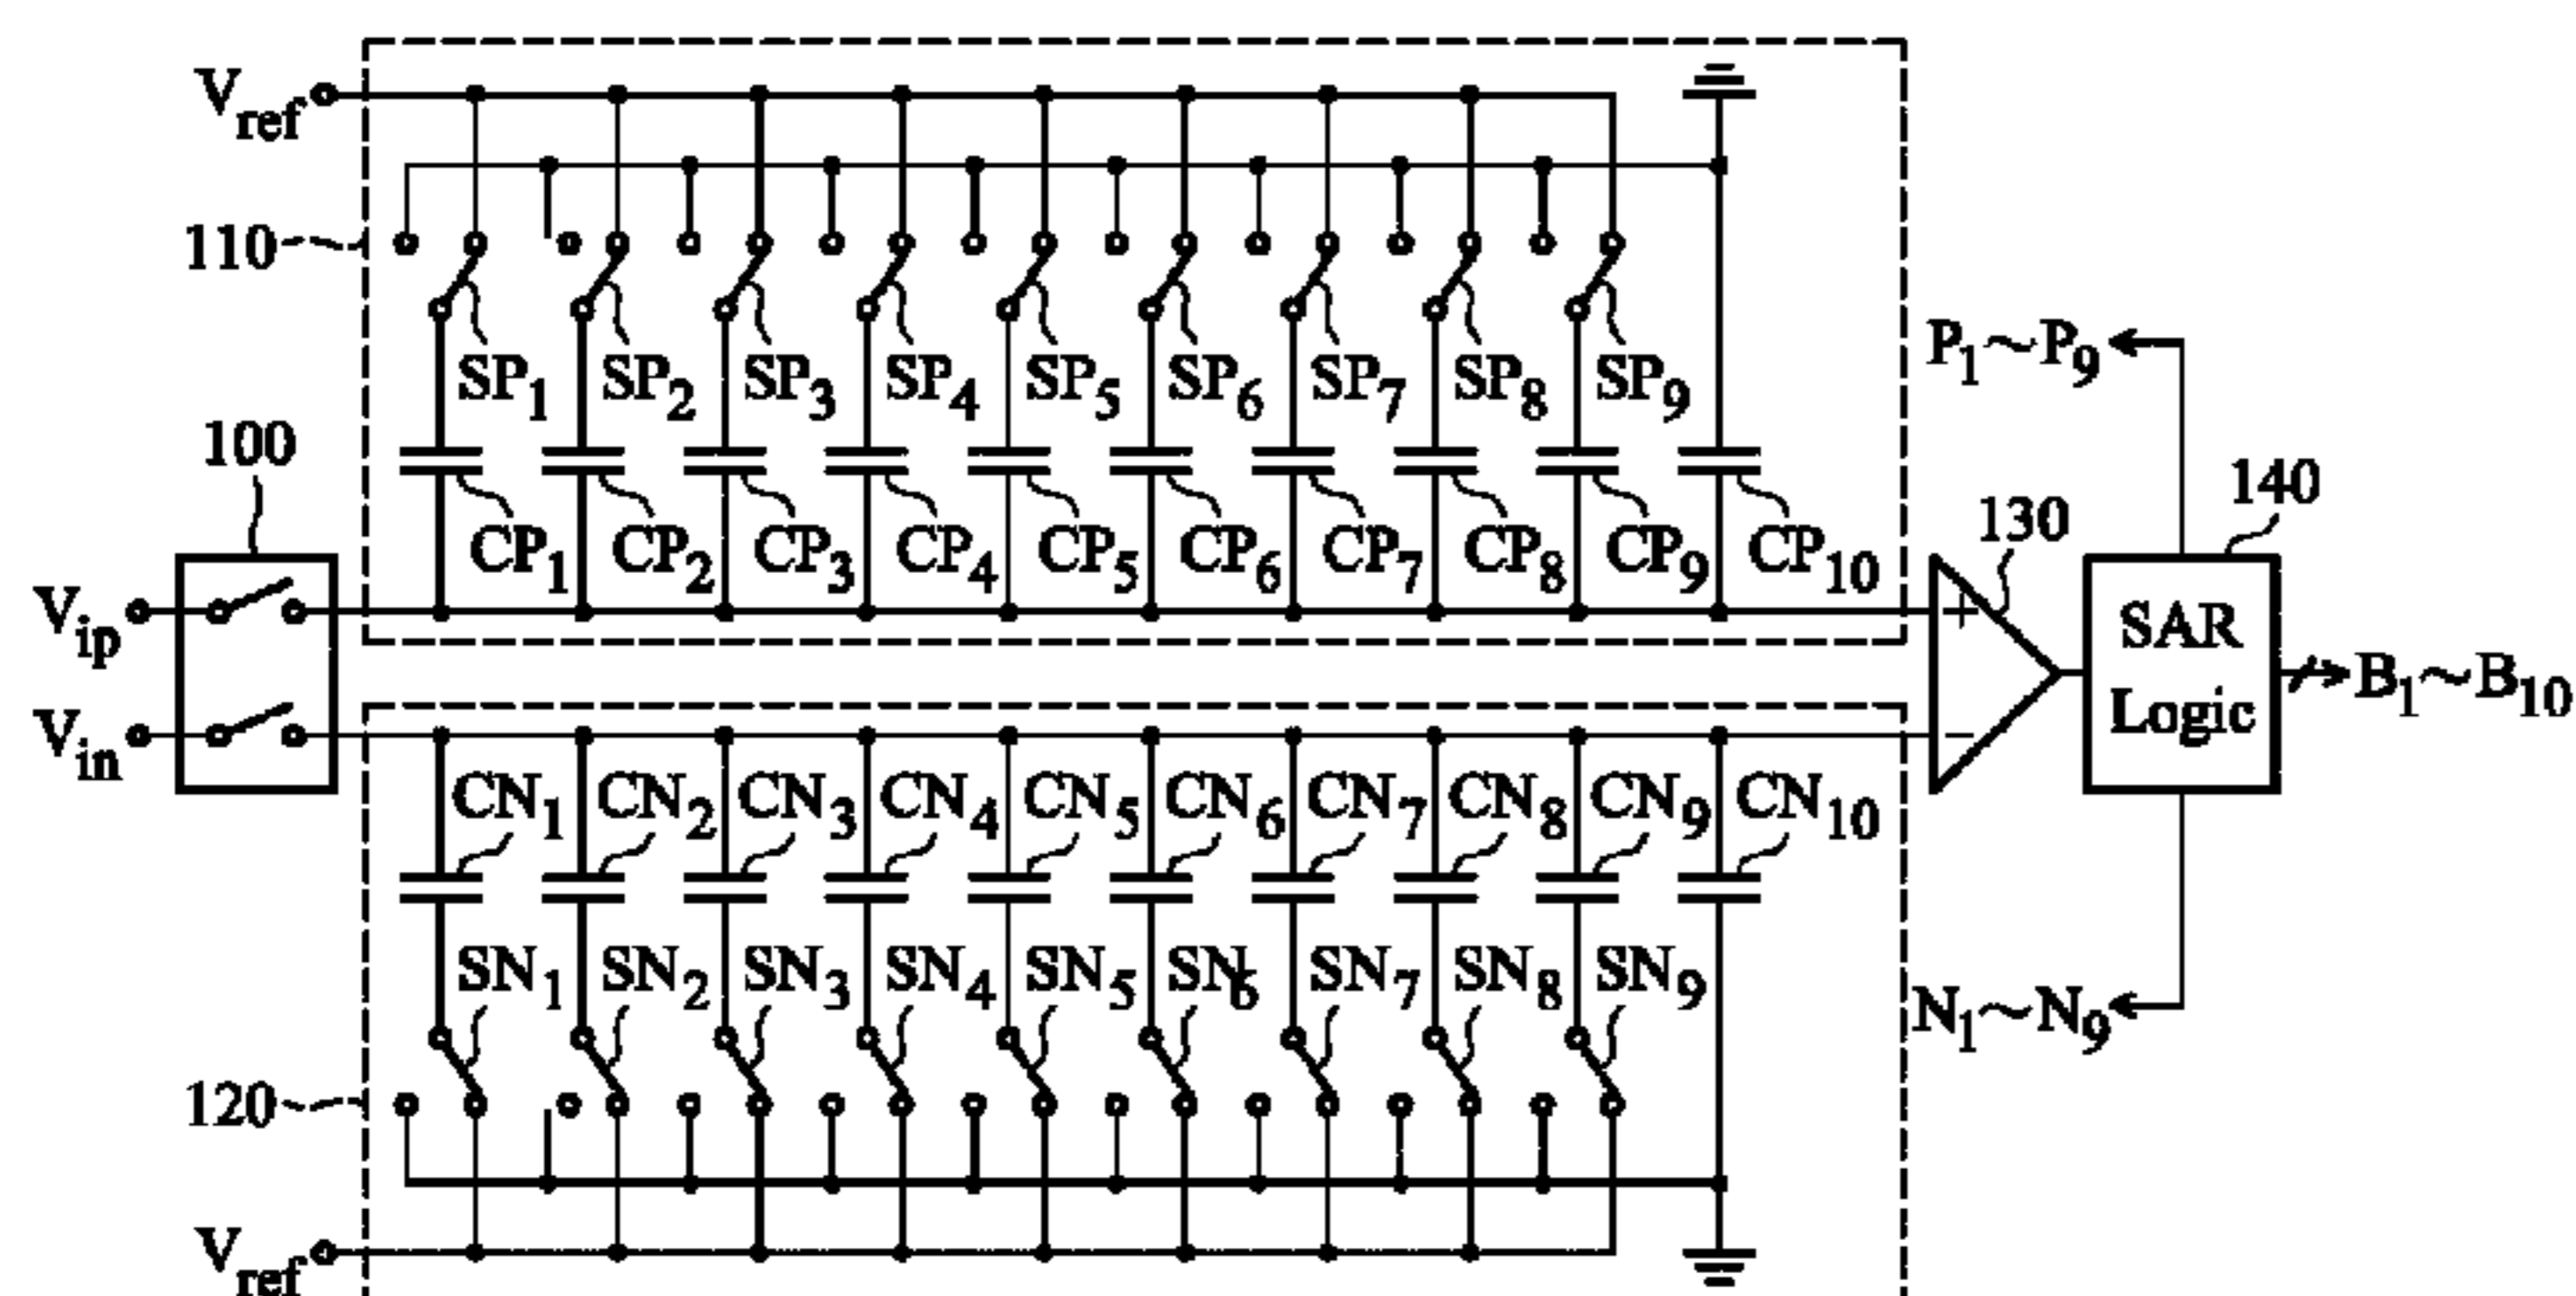 Vref
110
SP1 SP2 SP3 SP4 SP5 SP6 SP7 SP8 SP9
P1~P9
100
140
130
CP1 CP2 CP3 CP4 CP5 CP6 CP7 CP8 CP9 CP10
Vip
+
SAR
Logic
B1~B10
Vin
−
CN1 CN2 CN3 CN4 CN5 CN6 CN7 CN8 CN9 CN10
SN1 SN2 SN3 SN4 SN5 SN6 SN7 SN8 SN9
N1~N9
120
Vref